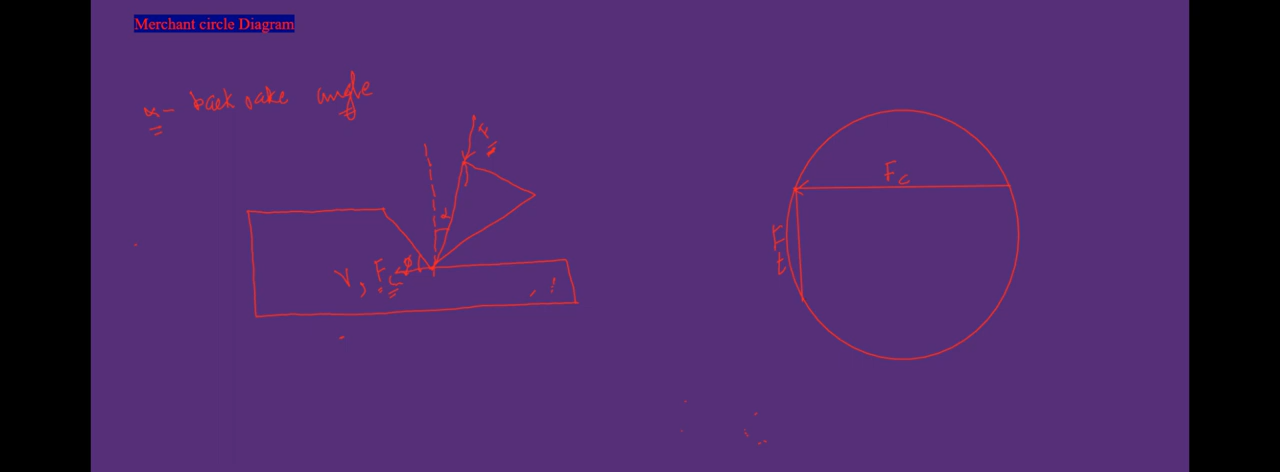 Merchant circle Diagram
α - back rake angle
α
V, Fc
ϕ
Fc
Ft